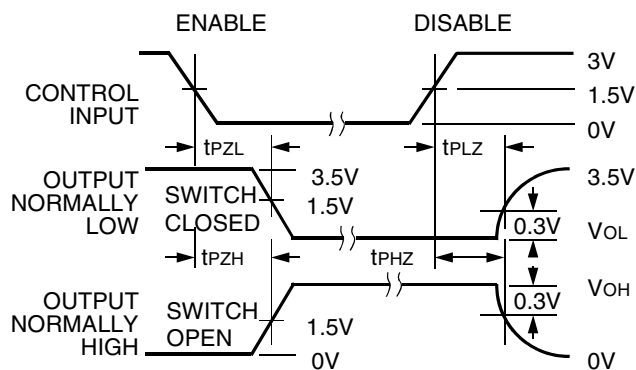 ENABLE
DISABLE
CONTROL
INPUT
3V
1.5V
0V
tPZL
tPLZ
OUTPUT
NORMALLY
LOW
SWITCH
CLOSED
3.5V
1.5V
3.5V
0.3V
VOL
tPZH
tPHZ
OUTPUT
NORMALLY
HIGH
SWITCH
OPEN
1.5V
0V
VOH
0.3V
0V